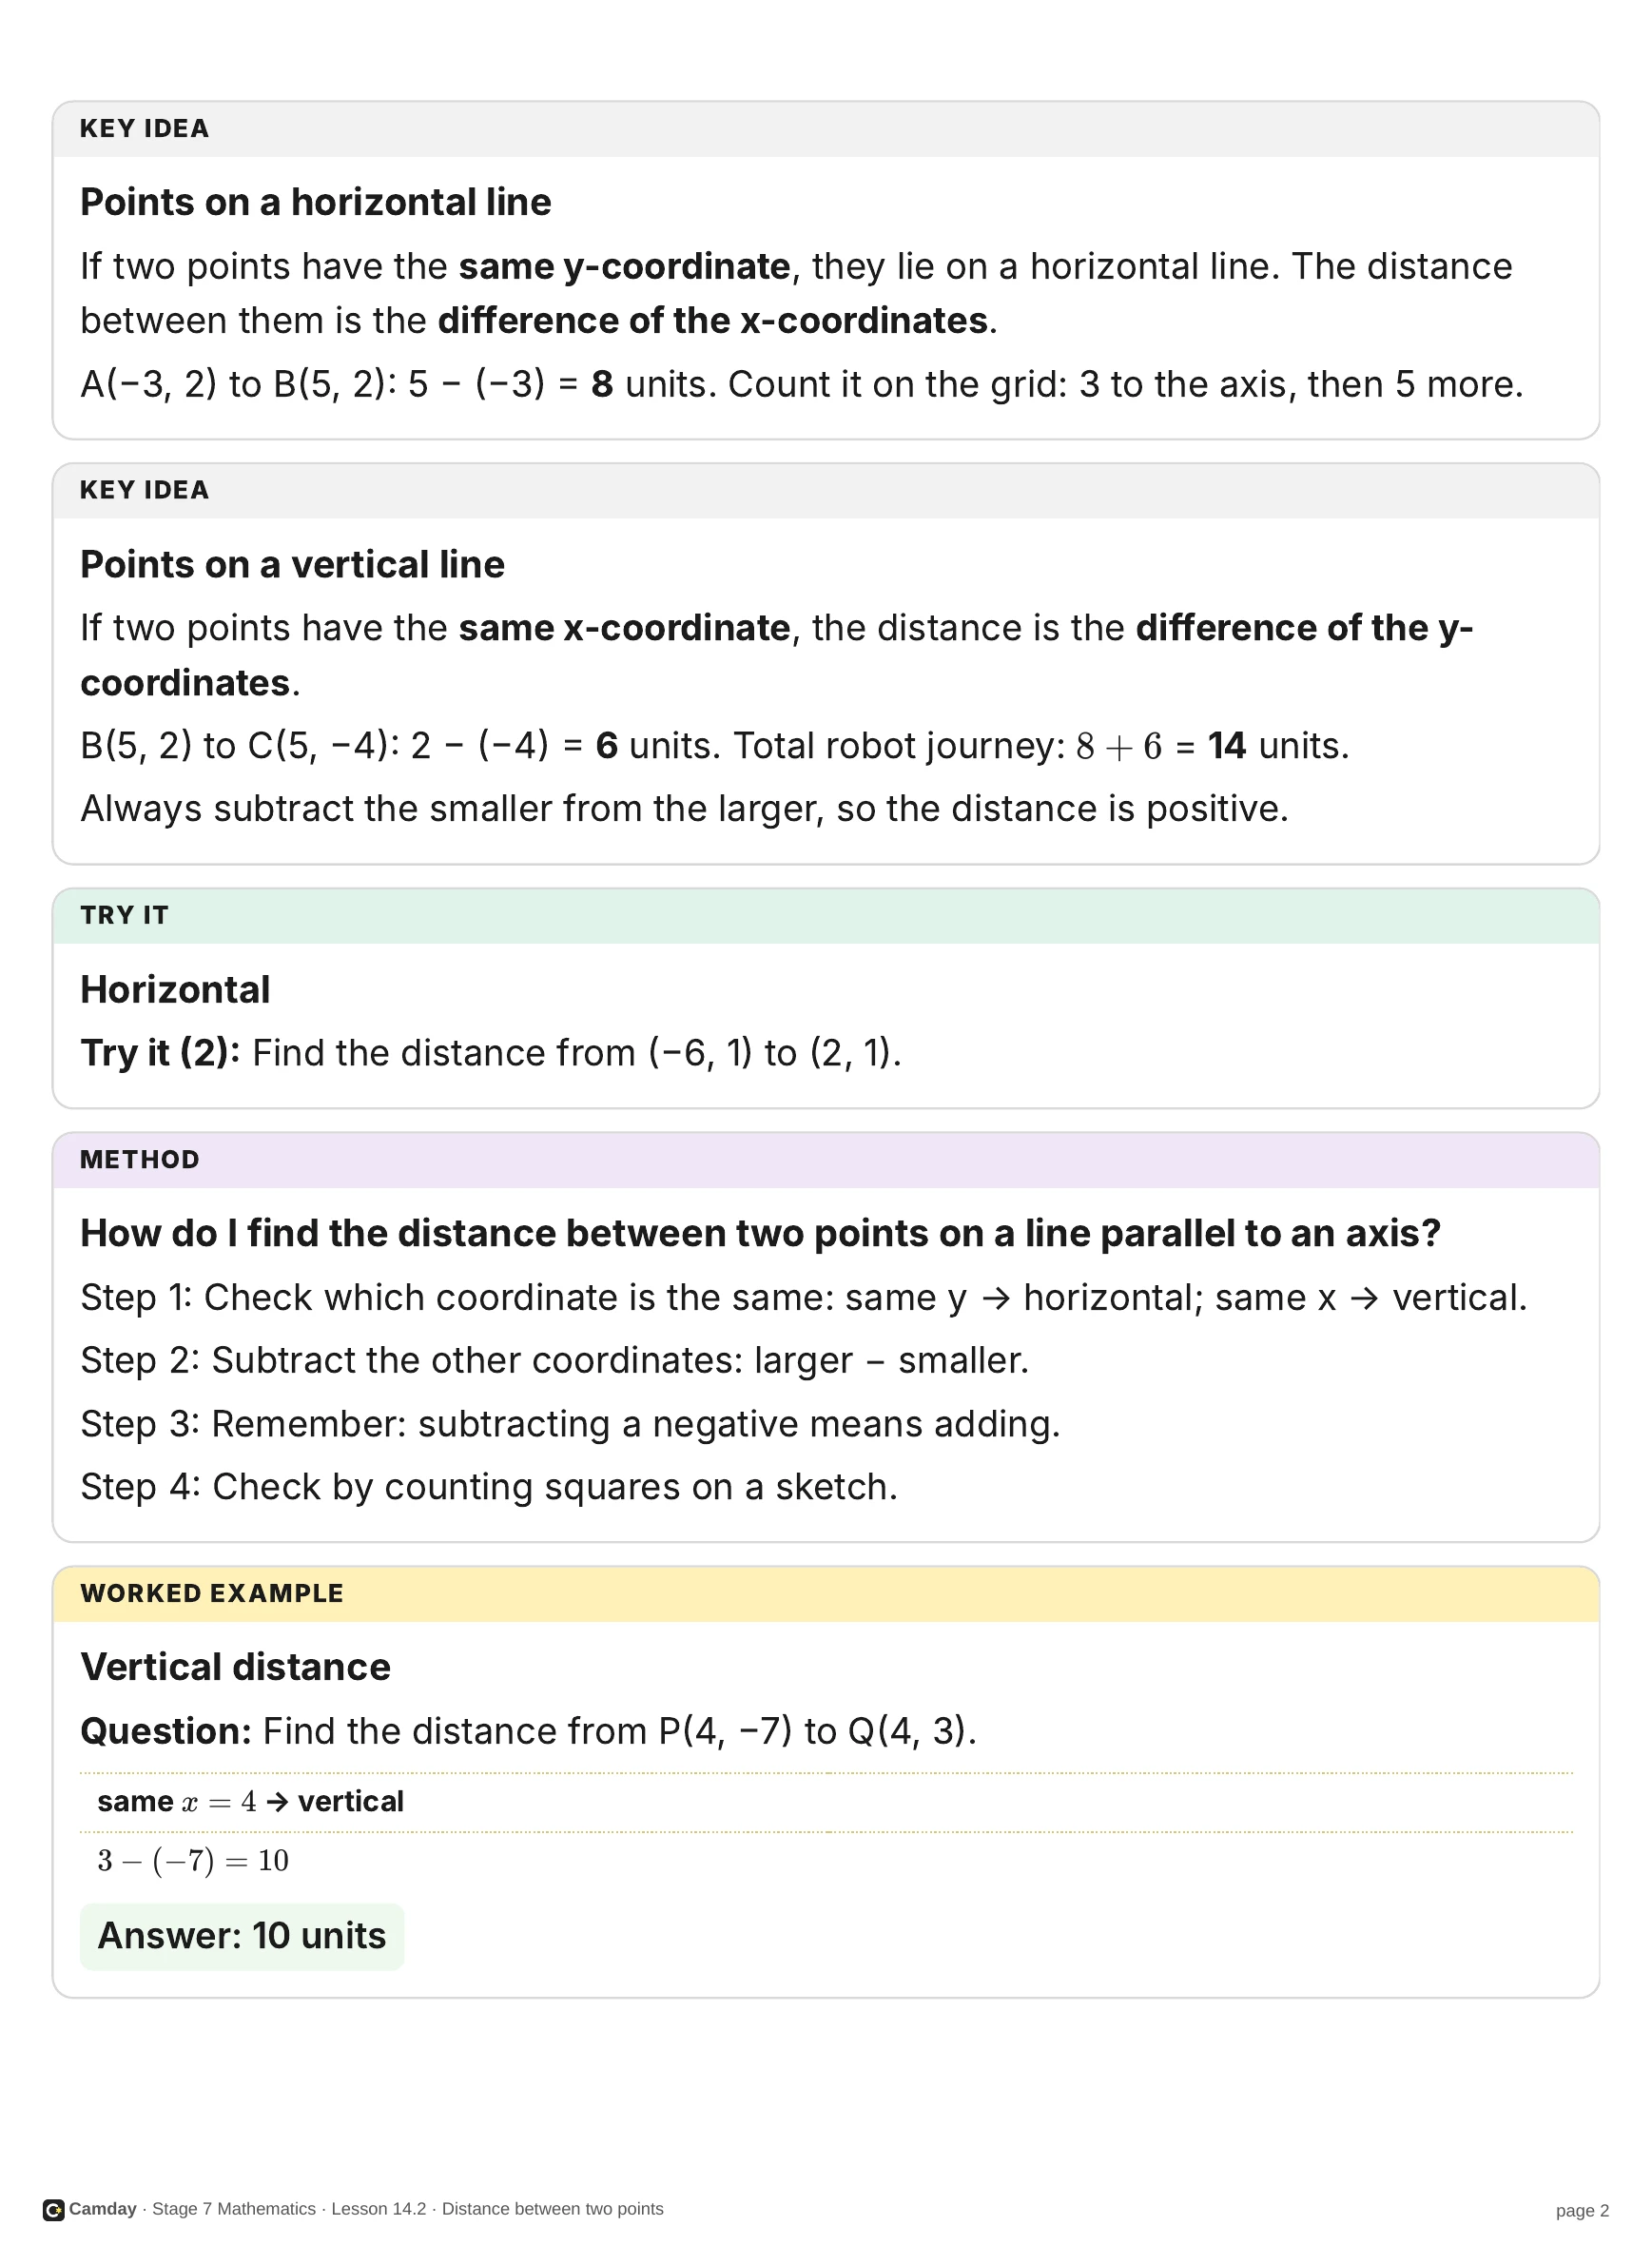 KEY IDEA
Points on a horizontal line
If two points have the same y-coordinate, they lie on a horizontal line. The distance
between them is the difference of the x-coordinates.
A(−3, 2) to B(5, 2): 5 − (−3) = 8 units. Count it on the grid: 3 to the axis, then 5 more.
KEY IDEA
Points on a vertical line
If two points have the same x-coordinate, the distance is the difference of the y-
coordinates.
B(5, 2) to C(5, −4): 2 − (−4) = 6 units. Total robot journey: 8 + 6 = 14 units.
Always subtract the smaller from the larger, so the distance is positive.
TRY IT
Horizontal
Try it (2): Find the distance from (−6, 1) to (2, 1).
METHOD
How do I find the distance between two points on a line parallel to an axis?
Step 1: Check which coordinate is the same: same y → horizontal; same x → vertical.
Step 2: Subtract the other coordinates: larger − smaller.
Step 3: Remember: subtracting a negative means adding.
Step 4: Check by counting squares on a sketch.
WORKED EXAMPLE
Vertical distance
Question: Find the distance from P(4, −7) to Q(4, 3).
same x = 4 → vertical
3 − (−7) = 10
Answer: 10 units
Camday · Stage 7 Mathematics · Lesson 14.2 · Distance between two points
page 2